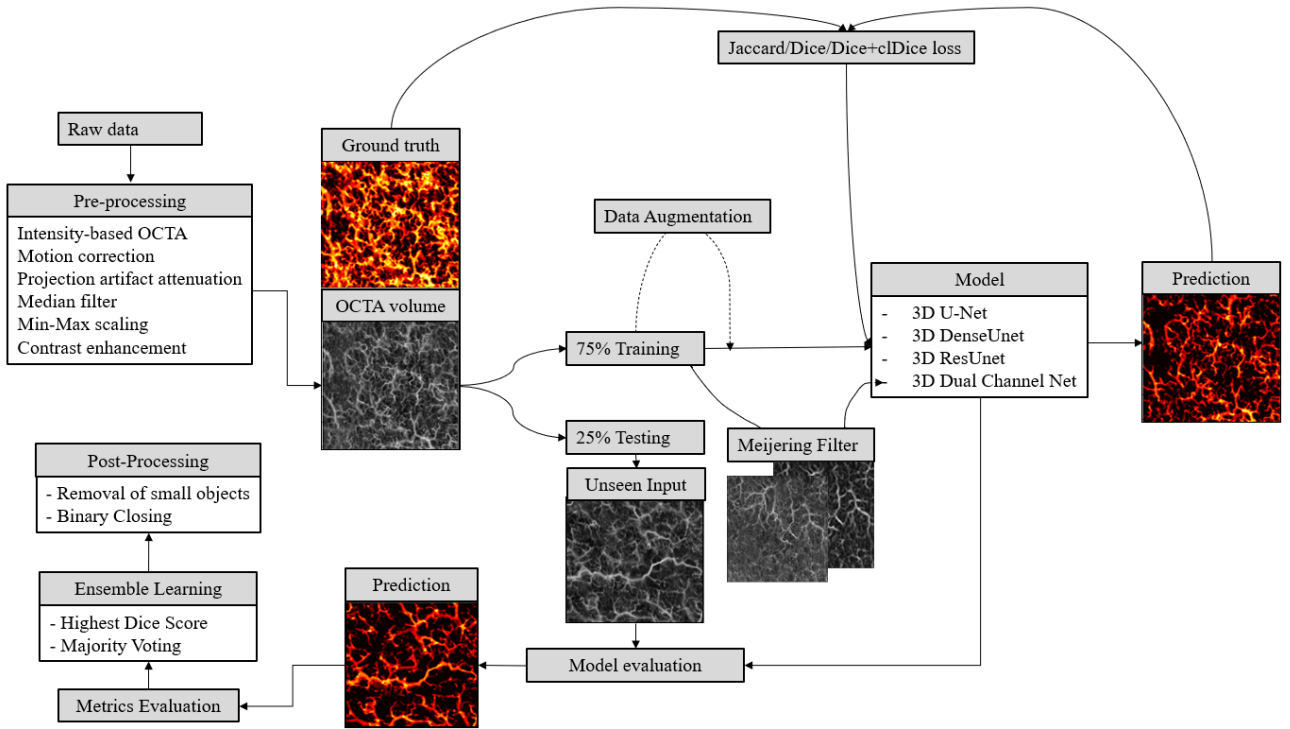 Jaccard/Dice/Dice+clDice loss
Raw data
Pre-processing
Intensity-based OCTA
Motion correction
Projection artifact attenuation
Median filter
Min-Max scaling
Contrast enhancement
Ground truth
OCTA volume
Data Augmentation
75% Training
25% Testing
Unseen Input
Meijering Filter
Model
- 3D U-Net
- 3D DenseUnet
- 3D ResUnet
- 3D Dual Channel Net
Prediction
Model evaluation
Prediction
Metrics Evaluation
Ensemble Learning
- Highest Dice Score
- Majority Voting
Post-Processing
- Removal of small objects
- Binary Closing